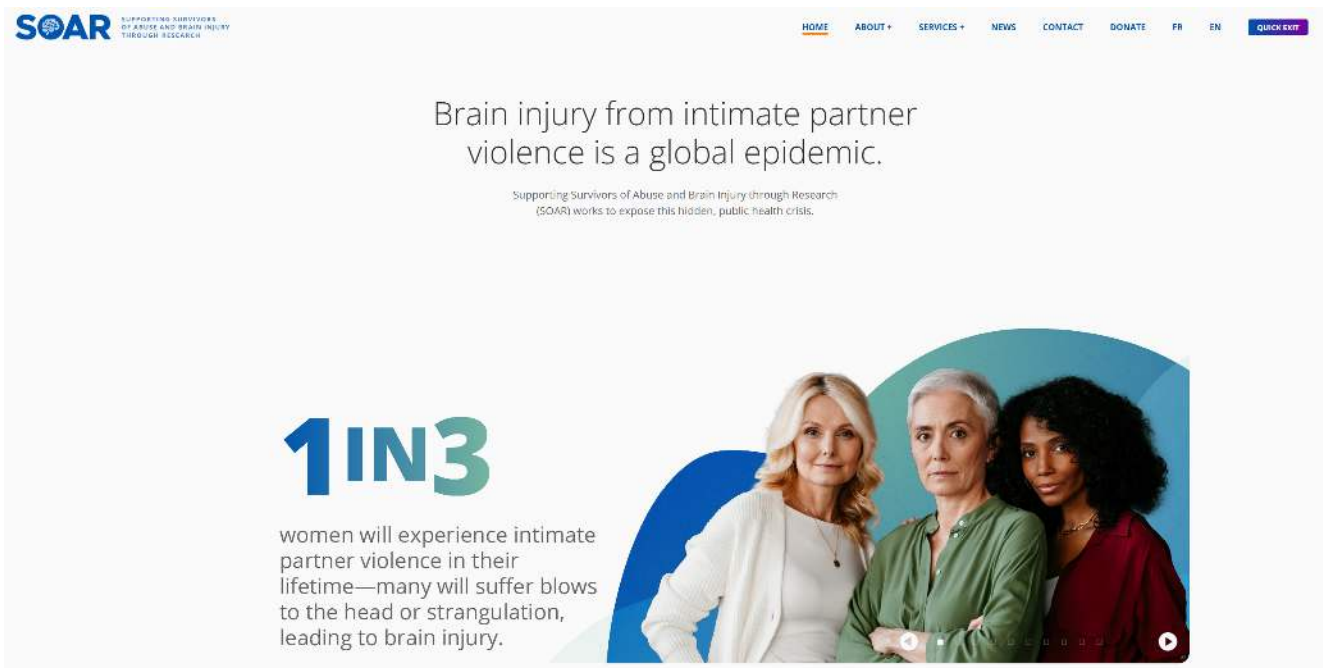 SOAR
SUPPORTING SURVIVORS
OF ABUSE AND BRAIN INJURY
THROUGH RESEARCH
HOME
ABOUT +
SERVICES +
NEWS
CONTACT
DONATE
FR
EN
QUICK EXIT
Brain injury from intimate partner
violence is a global epidemic.
Supporting Survivors of Abuse and Brain Injury through Research
(SOAR) works to expose this hidden, public health crisis.
1 IN 3
women will experience intimate
partner violence in their
lifetime—many will suffer blows
to the head or strangulation,
leading to brain injury.